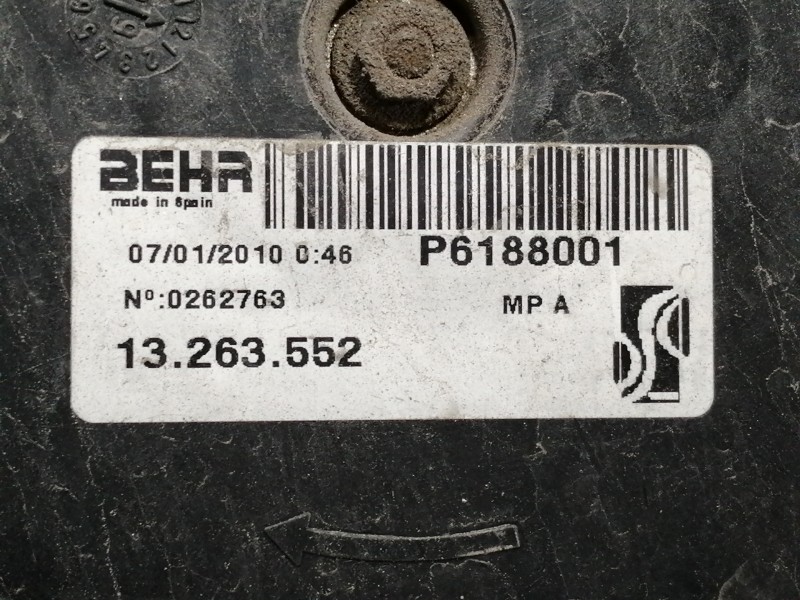 BEHR
made in Spain
07/01/2010 0:46
P6188001
Nº:0262763
MP A
13.263.552